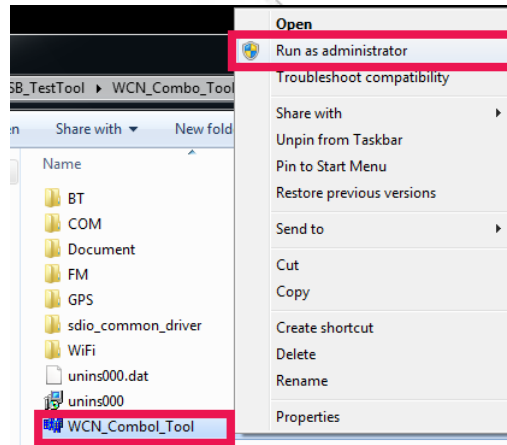 Open
Run as administrator
Troubleshoot compatibility
SB_TestTool ▸ WCN_Combo_Tool
Share with
New fold
Share with
Unpin from Taskbar
Pin to Start Menu
Restore previous versions
Send to
Cut
Copy
Create shortcut
Delete
Rename
Properties
Name
BT
COM
Document
FM
GPS
sdio_common_driver
WiFi
unins000.dat
unins000
WCN_Combol_Tool